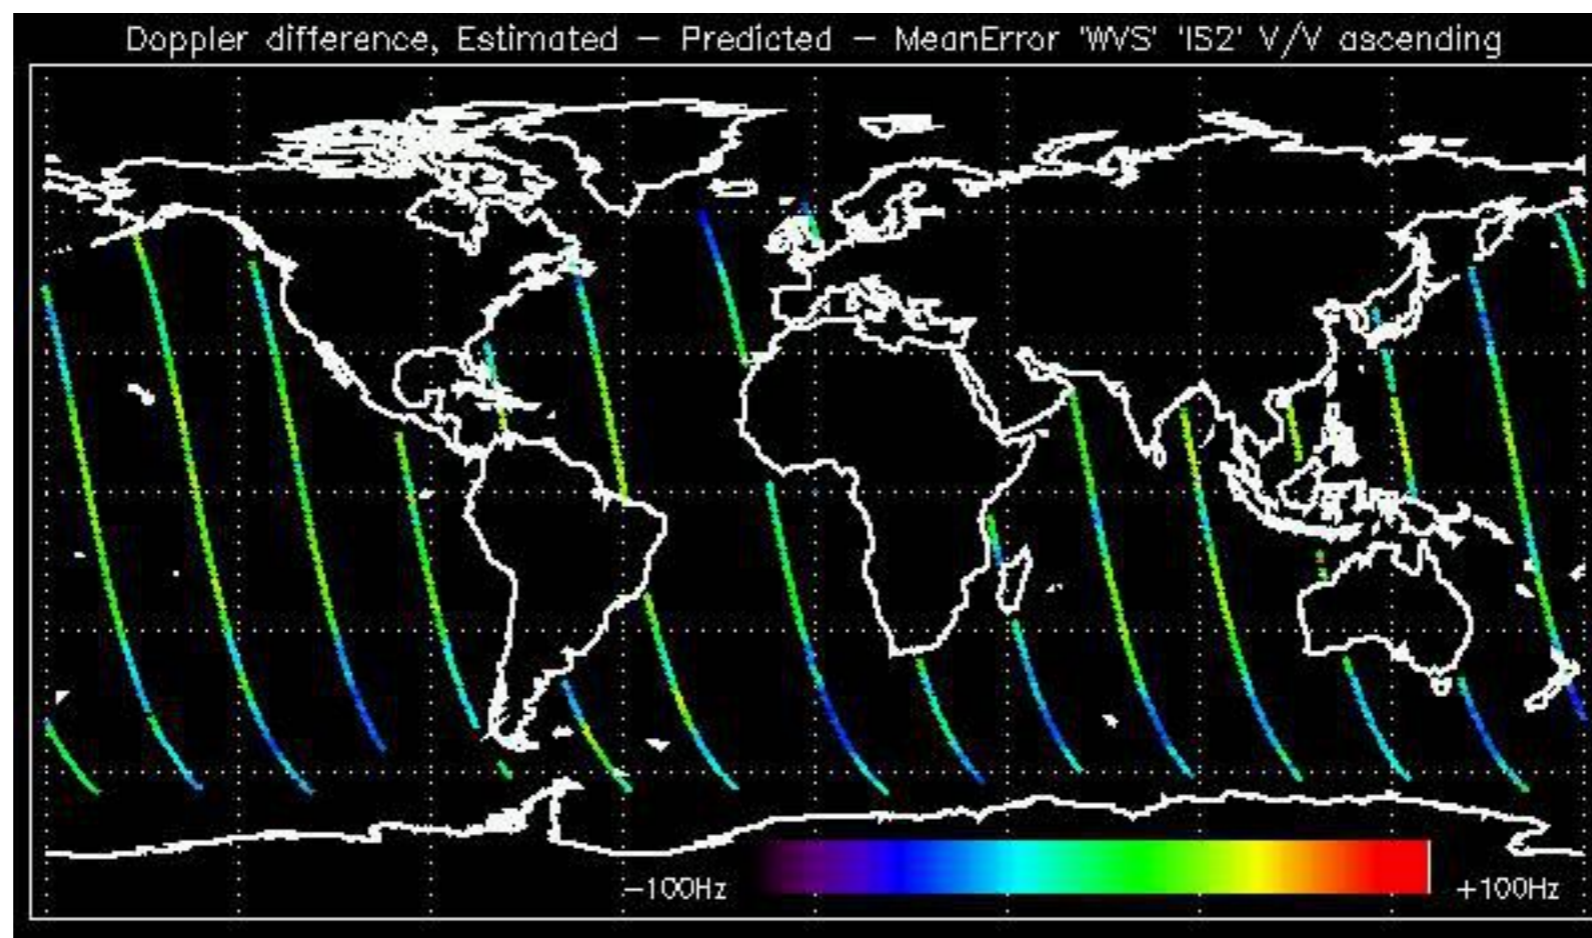 Doppler difference, Estimated – Predicted – MeanError 'WVS' 'IS2' V/V ascending
–100Hz
+100Hz